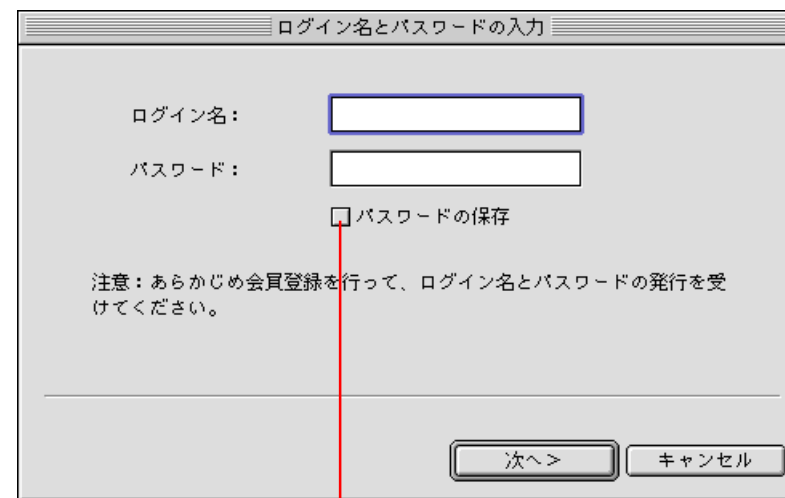 ログイン名とパスワードの入力
ログイン名：
パスワード：
パスワードの保存
注意：あらかじめ会員登録を行って、ログイン名とパスワードの発行を受
けてください。
次へ＞
キャンセル